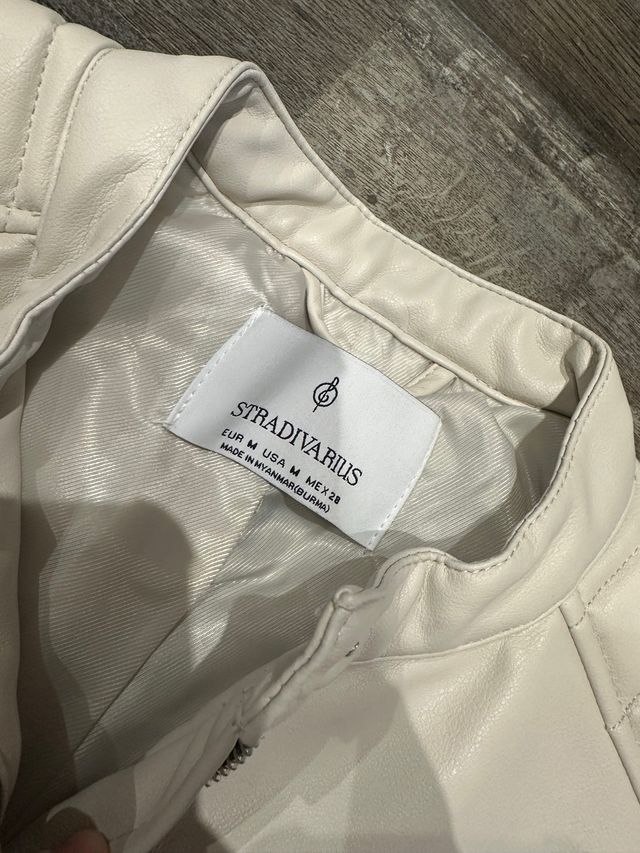 STRADIVARIUS
EUR M USA M MEX 28
MADE IN MYANMAR(BURMA)